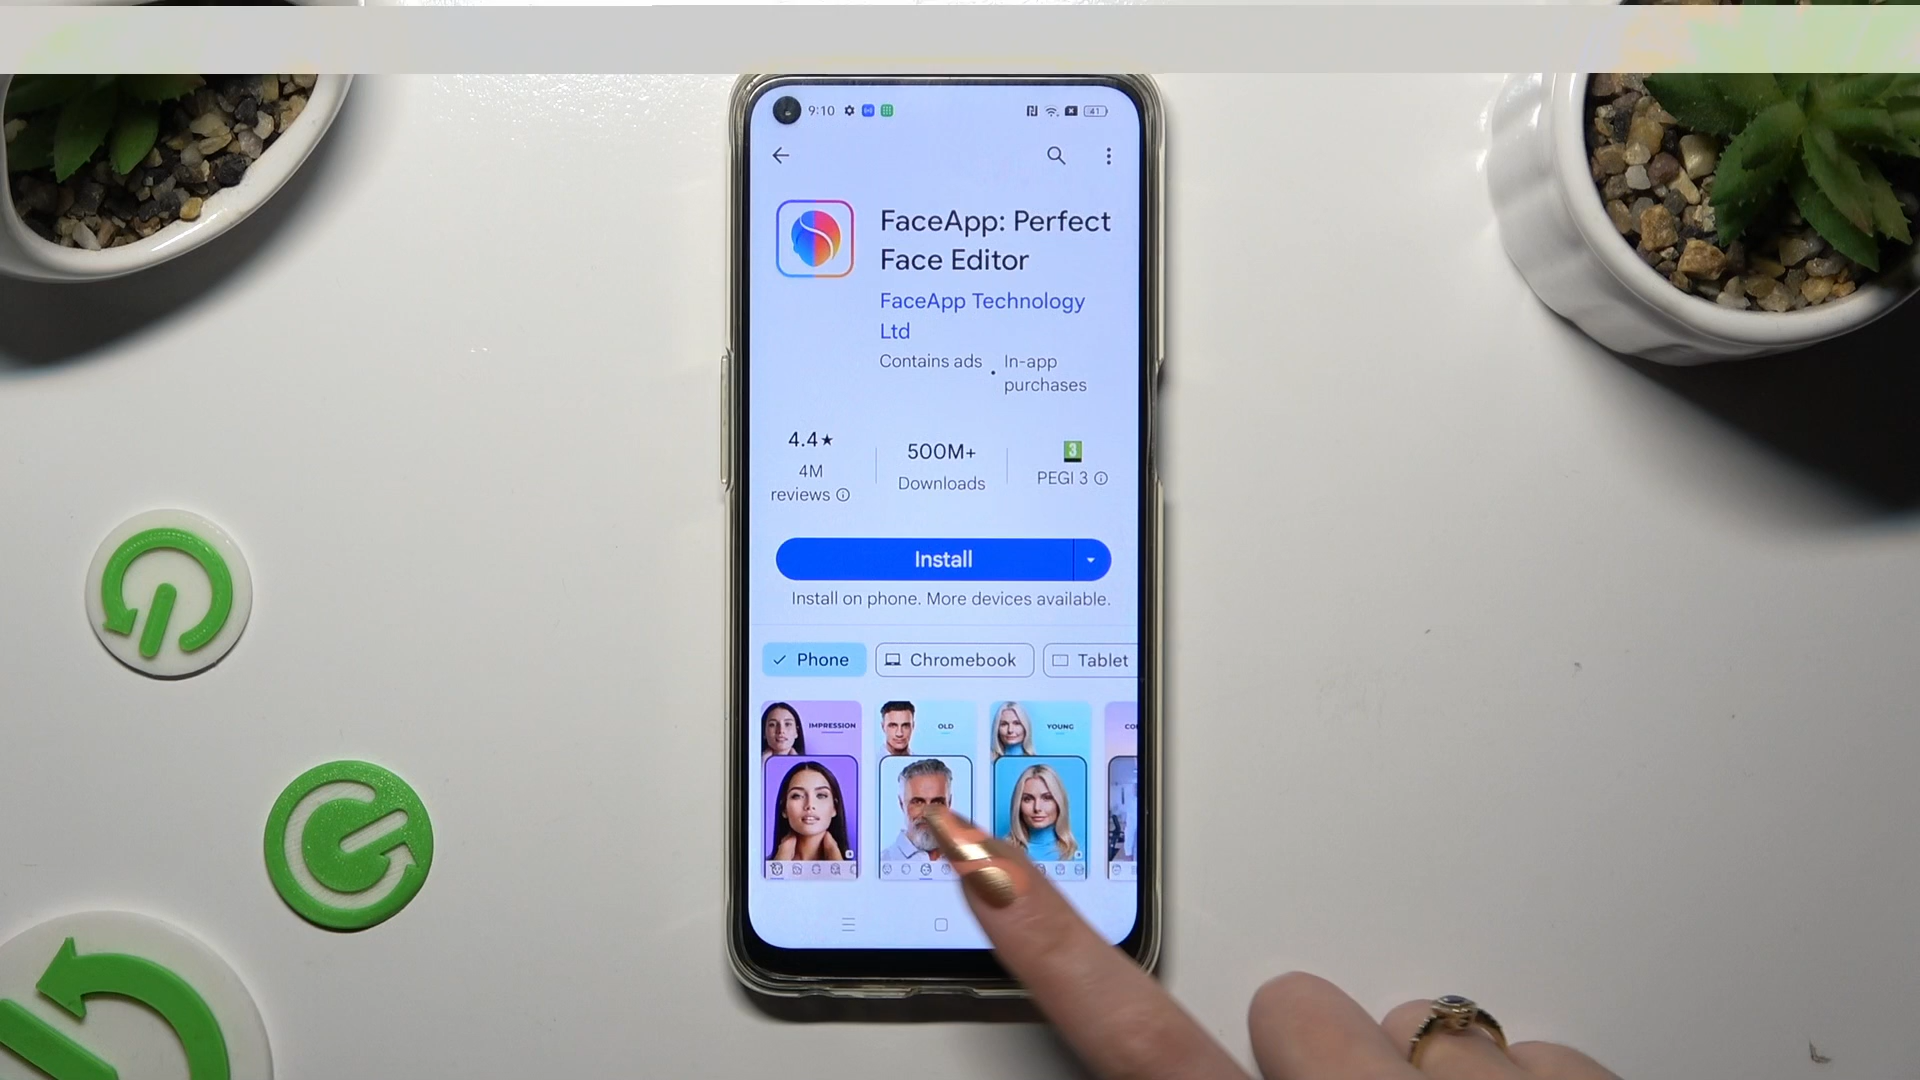 9:10
41
FaceApp: Perfect
Face Editor
FaceApp Technology
Ltd
Contains ads · In-app
purchases
4.4★
4M
reviews
500M+
Downloads
3
PEGI 3
Install
Install on phone. More devices available.
Phone
Chromebook
Tablet
IMPRESSION
OLD
YOUNG